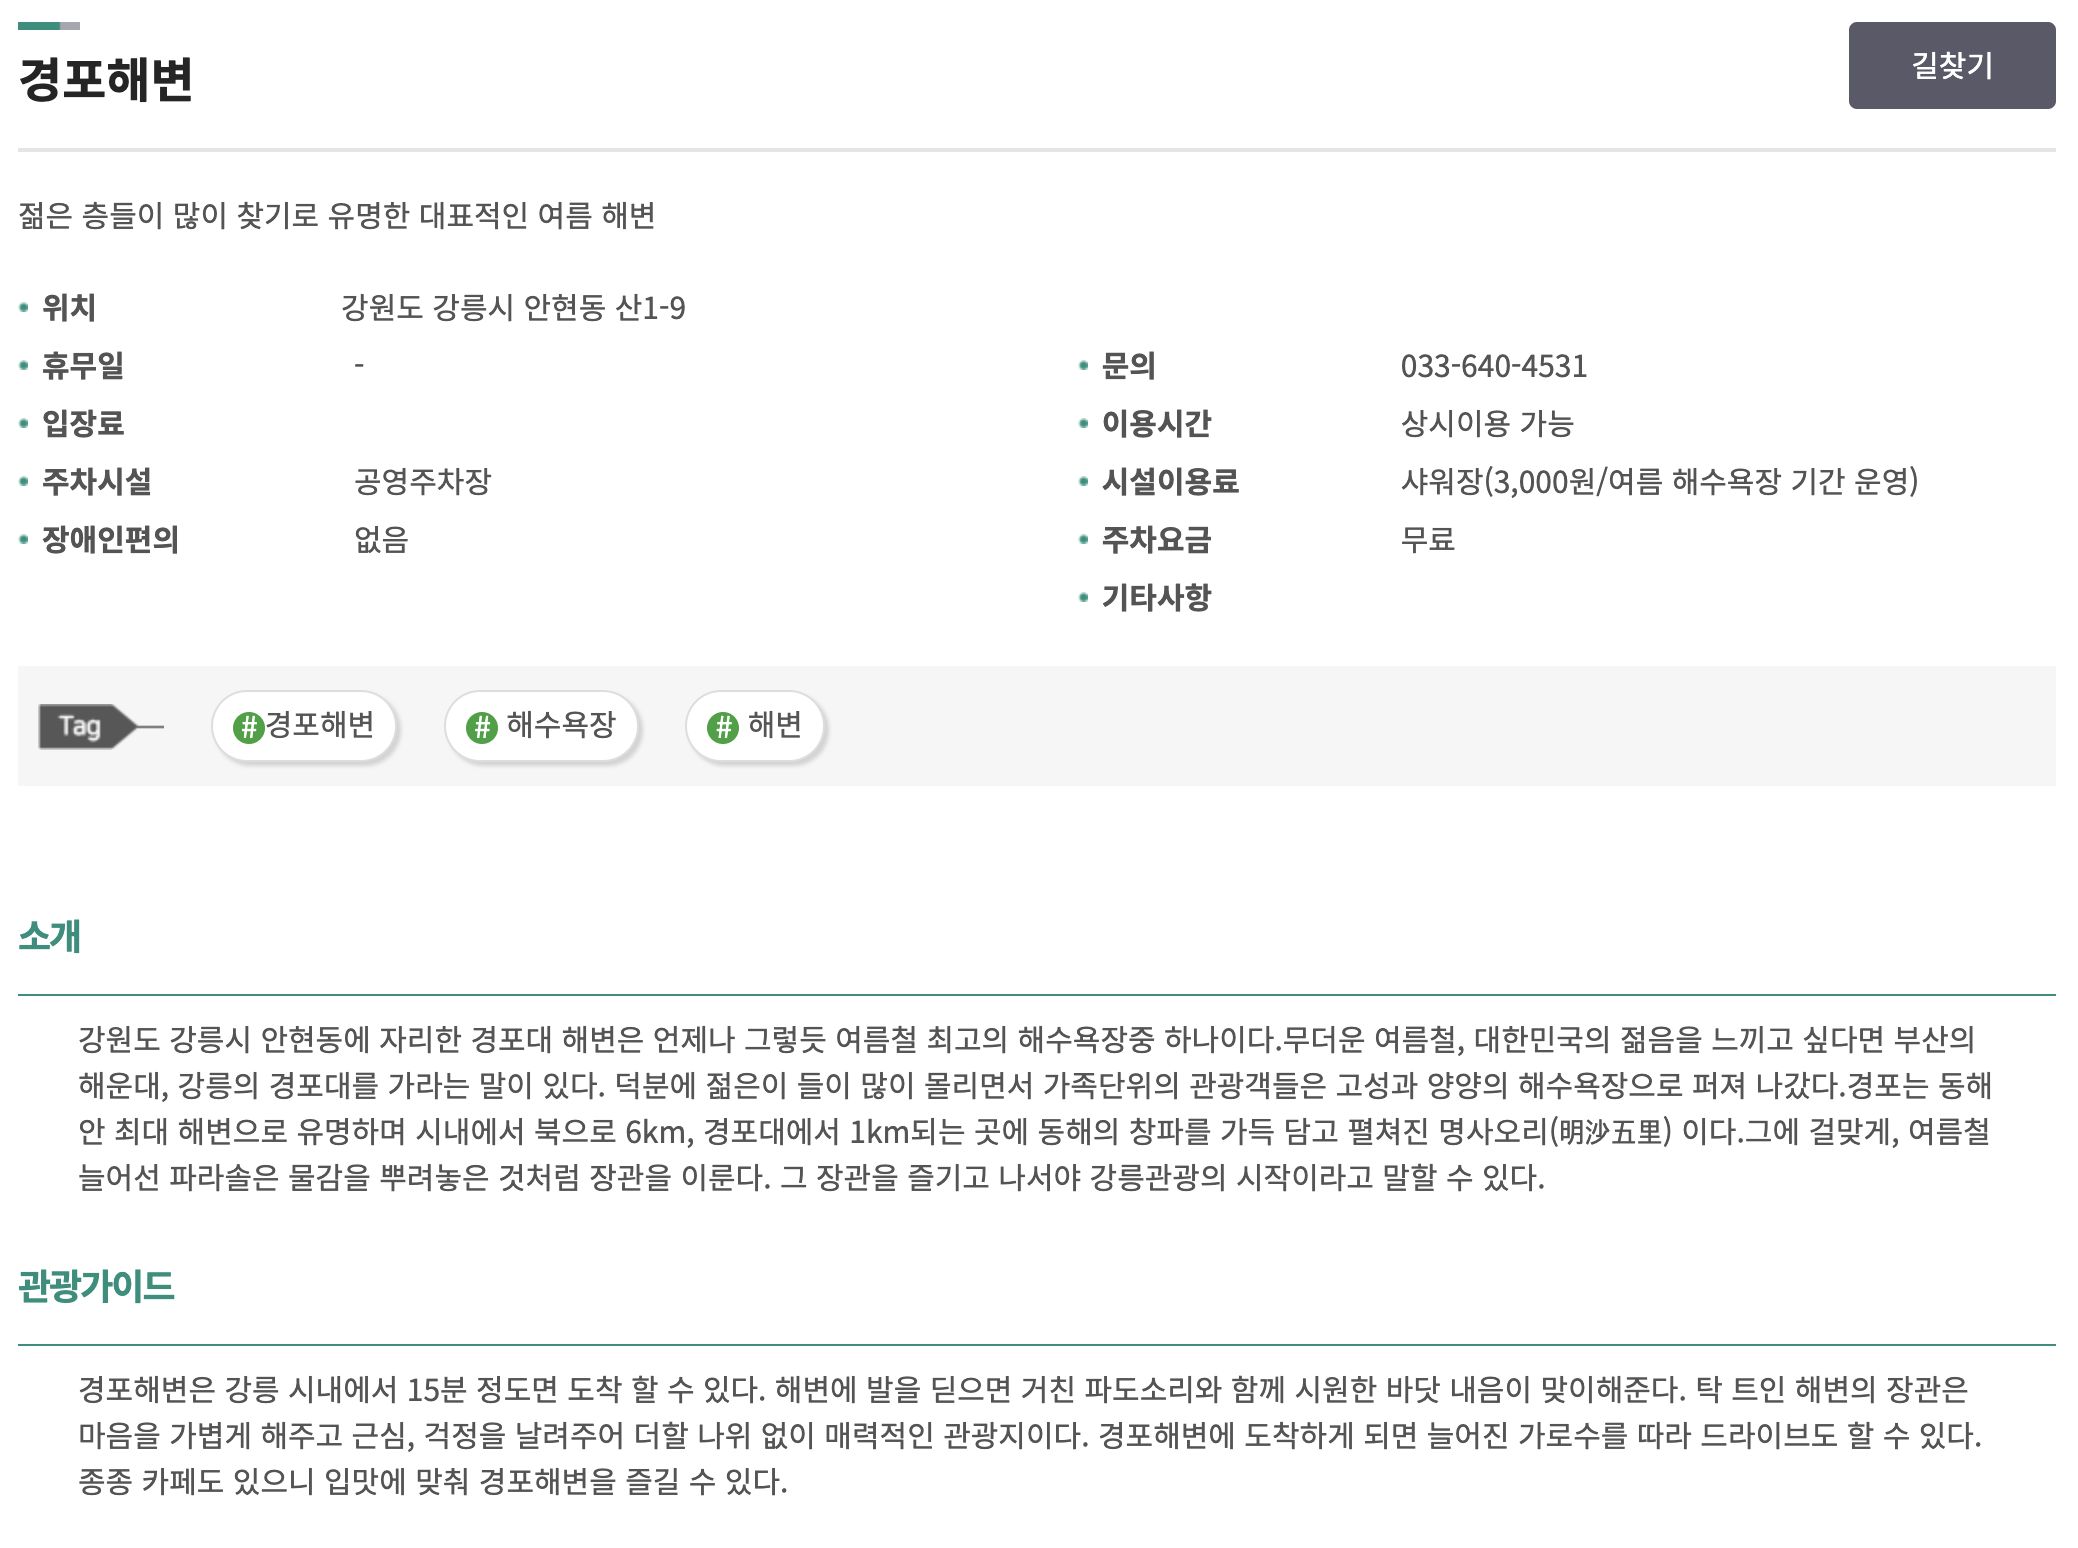 경포해변
길찾기
젊은 층들이 많이 찾기로 유명한 대표적인 여름 해변
위치 강원도 강릉시 안현동 산1-9
휴무일 -
문의 033-640-4531
입장료
이용시간 상시이용 가능
주차시설 공영주차장
시설이용료 샤워장(3,000원/여름 해수욕장 기간 운영)
장애인편의 없음
주차요금 무료
기타사항
Tag #경포해변 # 해수욕장 # 해변
소개
강원도 강릉시 안현동에 자리한 경포대 해변은 언제나 그렇듯 여름철 최고의 해수욕장중 하나이다.무더운 여름철, 대한민국의 젊음을 느끼고 싶다면 부산의
해운대, 강릉의 경포대를 가라는 말이 있다. 덕분에 젊은이 들이 많이 몰리면서 가족단위의 관광객들은 고성과 양양의 해수욕장으로 퍼져 나갔다.경포는 동해
안 최대 해변으로 유명하며 시내에서 북으로 6km, 경포대에서 1km되는 곳에 동해의 창파를 가득 담고 펼쳐진 명사오리(明沙五里) 이다.그에 걸맞게, 여름철
늘어선 파라솔은 물감을 뿌려놓은 것처럼 장관을 이룬다. 그 장관을 즐기고 나서야 강릉관광의 시작이라고 말할 수 있다.
관광가이드
경포해변은 강릉 시내에서 15분 정도면 도착 할 수 있다. 해변에 발을 딛으면 거친 파도소리와 함께 시원한 바닷 내음이 맞이해준다. 탁 트인 해변의 장관은
마음을 가볍게 해주고 근심, 걱정을 날려주어 더할 나위 없이 매력적인 관광지이다. 경포해변에 도착하게 되면 늘어진 가로수를 따라 드라이브도 할 수 있다.
종종 카페도 있으니 입맛에 맞춰 경포해변을 즐길 수 있다.